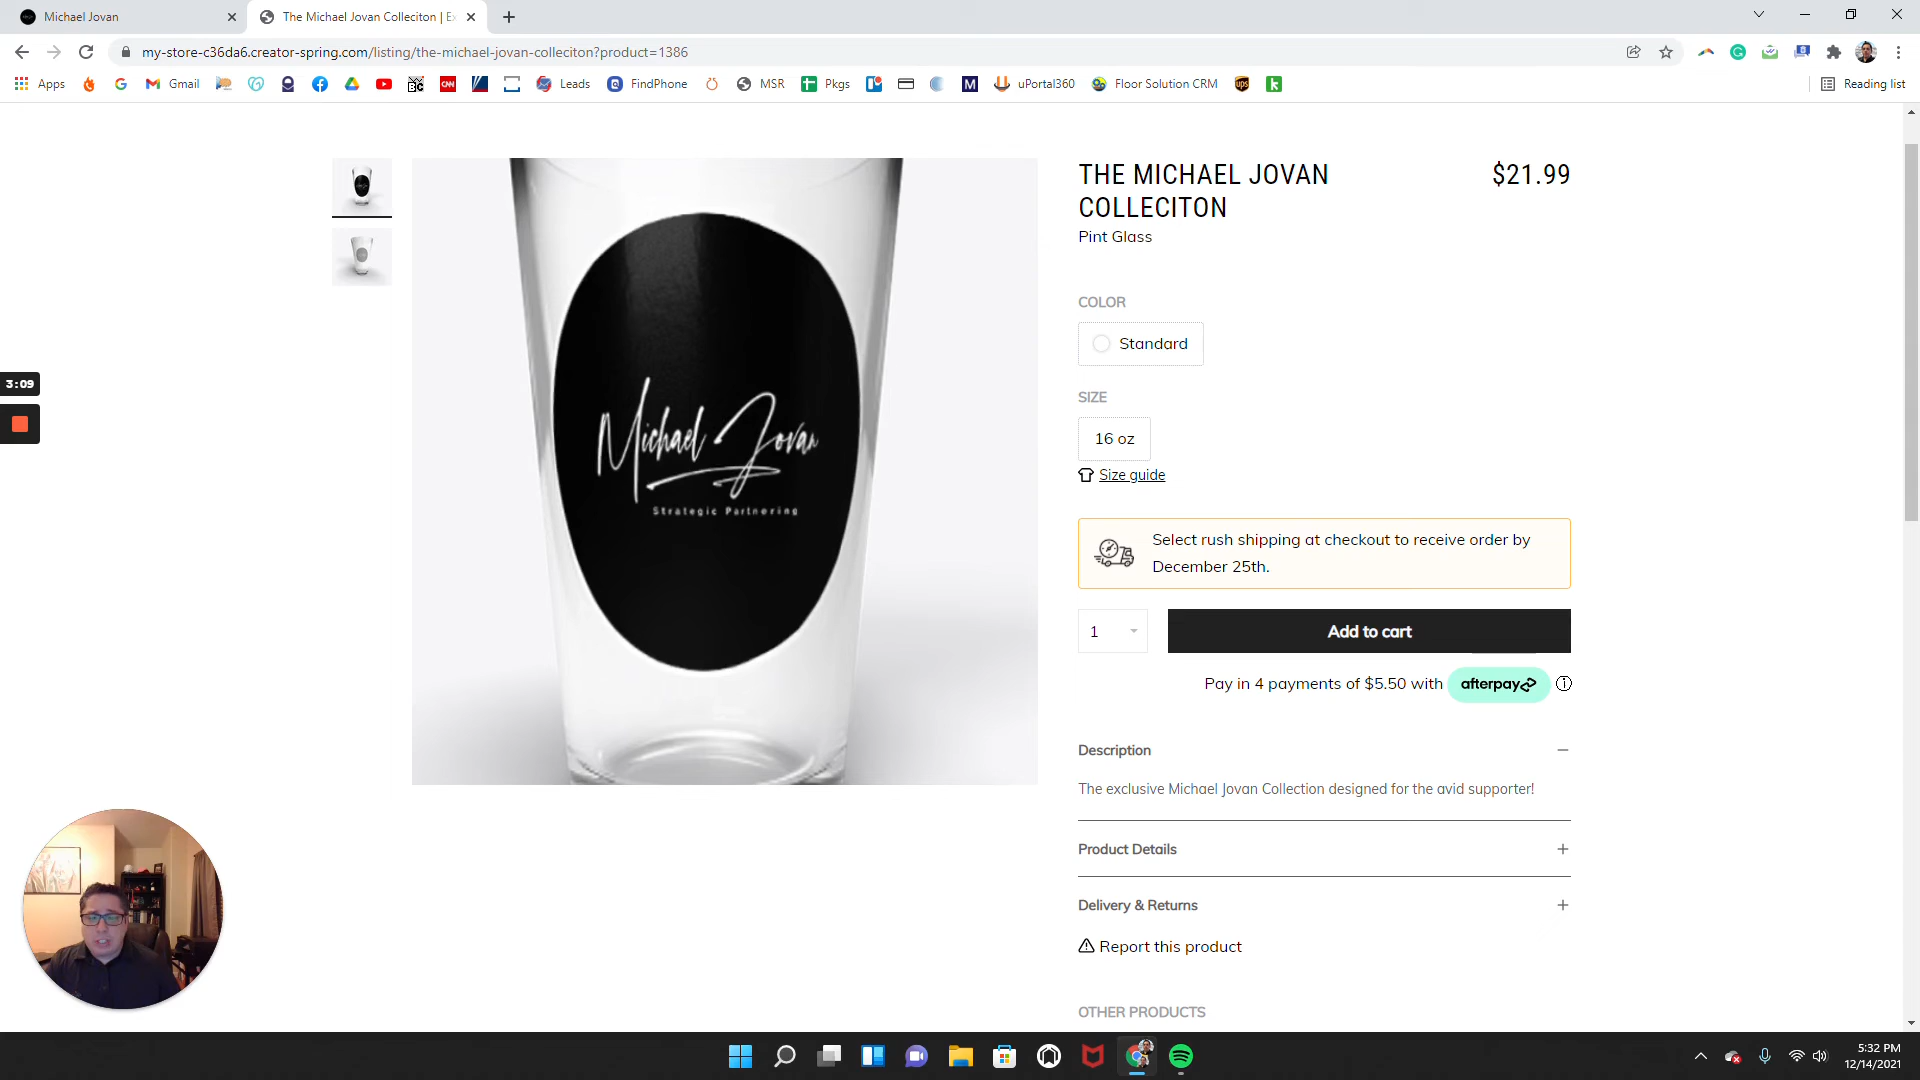 Michael Jovan
The Michael Jovan Colleciton | Ex
my-store-c36da6.creator-spring.com/listing/the-michael-jovan-colleciton?product=1386
Apps
Gmail
CNN
Leads
FindPhone
MSR
Pkgs
M
uPortal360
Floor Solution CRM
ups
k
Reading list
THE MICHAEL JOVAN
COLLECITON
$21.99
Pint Glass
COLOR
Standard
SIZE
16 oz
Size guide
Select rush shipping at checkout to receive order by
December 25th.
1
Add to cart
Pay in 4 payments of $5.50 with afterpay
Description
The exclusive Michael Jovan Collection designed for the avid supporter!
Product Details
Delivery & Returns
Report this product
OTHER PRODUCTS
Michael Jovan
Strategic Partnering
3:09
5:32 PM
12/14/2021